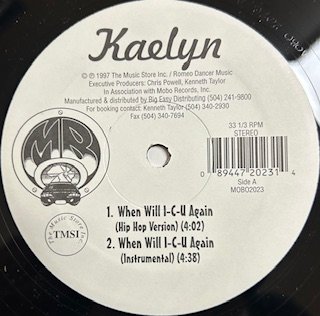 Kaelyn
© ℗ 1997 The Music Store Inc. / Romeo Dancer Music
Executive Producers: Chris Powell, Kenneth Taylor
In Association with Mobo Records, Inc.
Manufactured & distributed by Big Easy Distributing (504) 241-9800
For booking contact: Kenneth Taylor (504) 340-2930
Fax (504) 340-7694
MB
33 1/3 RPM
STEREO
0 89447 20231 4
Side A
MOBO2023
The Music Store Inc.
TMSI
1. When Will I-C-U Again
(Hip Hop Version) (4:02)
2. When Will I-C-U Again
(Instrumental) (4:38)